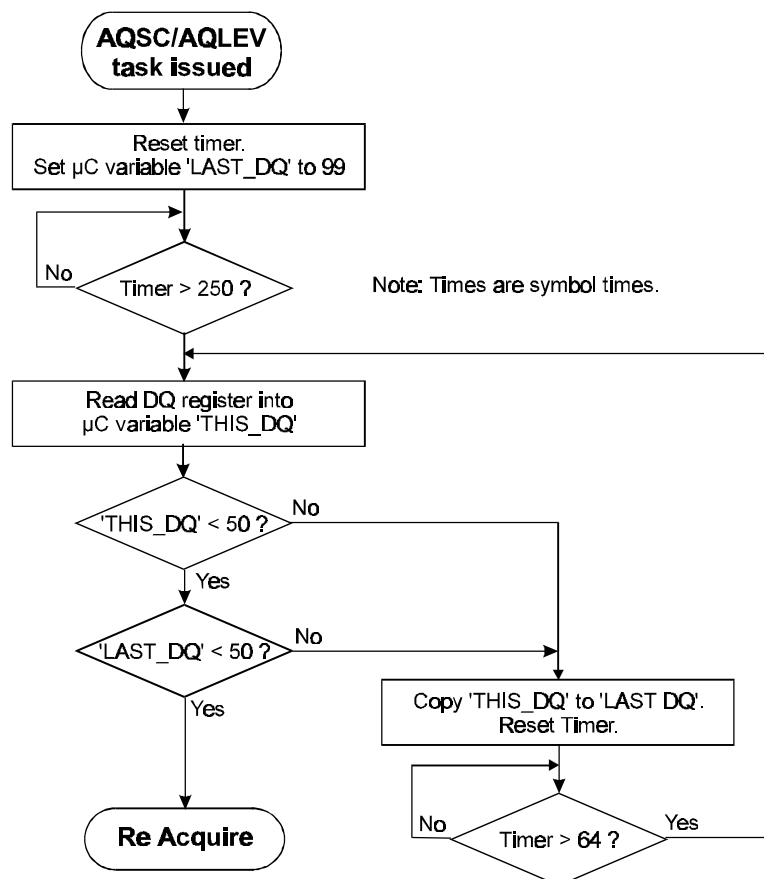 AQSC/AQLEV
task issued
Reset timer.
Set µC variable 'LAST_DQ' to 99
No
Timer > 250 ?
Note: Times are symbol times.
Read DQ register into
µC variable 'THIS_DQ'
'THIS_DQ' < 50 ?
No
Yes
'LAST_DQ' < 50 ?
No
Yes
Copy 'THIS_DQ' to 'LAST DQ'.
Reset Timer.
Re Acquire
No
Timer > 64 ?
Yes